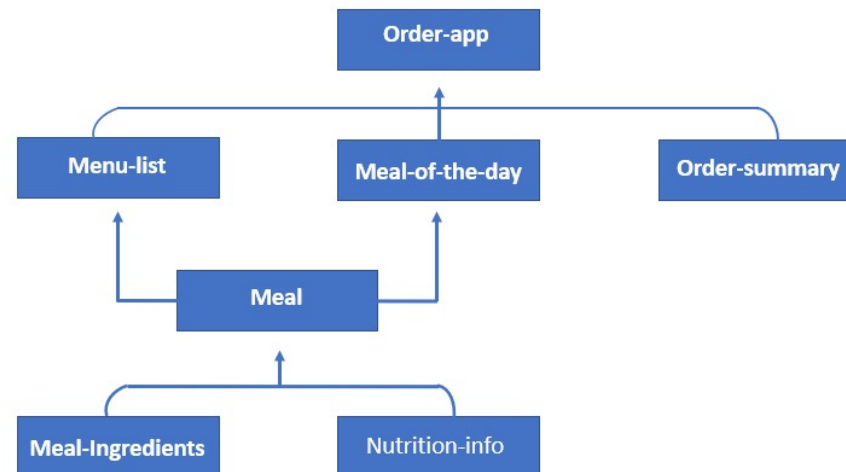 Order-app
Menu-list
Meal-of-the-day
Order-summary
Meal
Meal-Ingredients
Nutrition-info